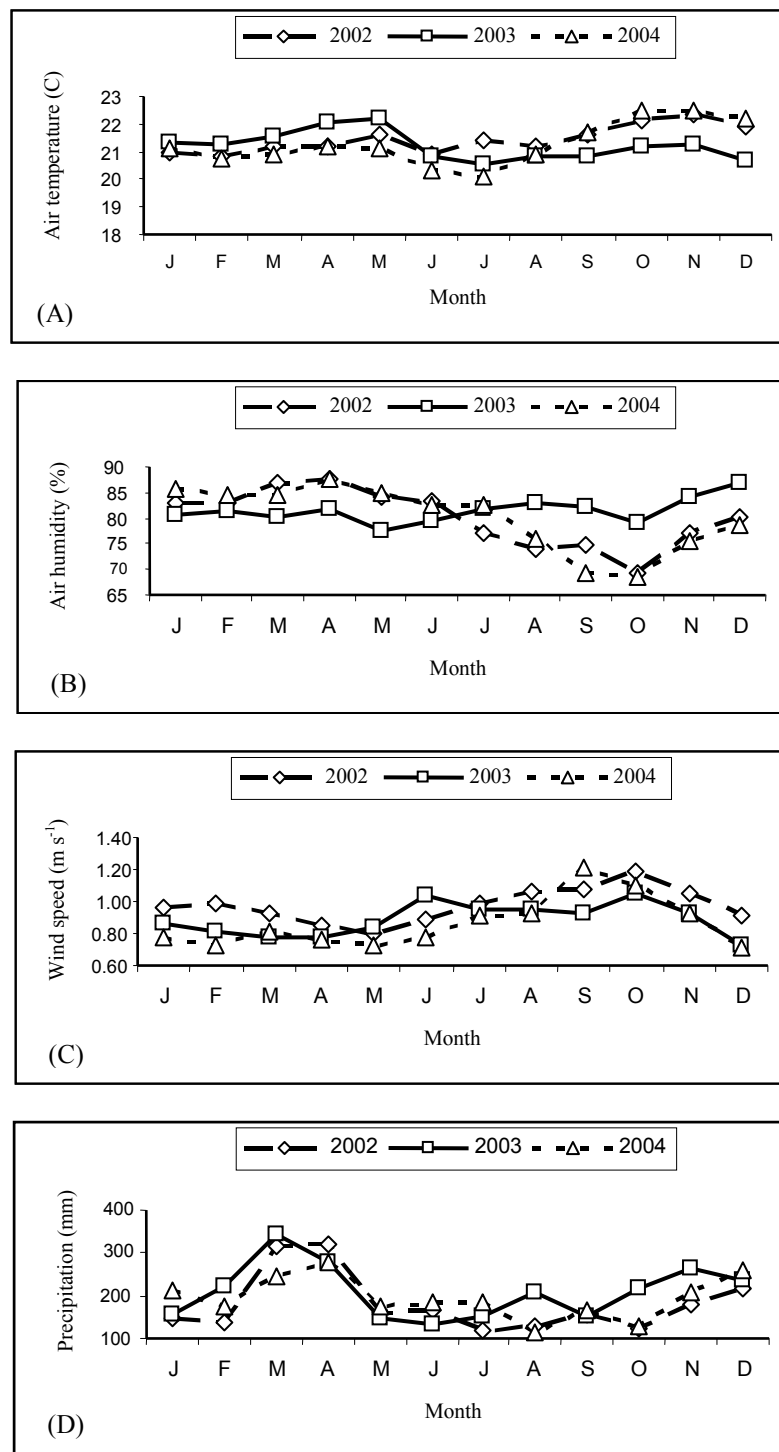 2002 2003 2004
Air temperature (C)
23
22
21
20
19
18
J F M A M J J A S O N D
Month
(A)
2002 2003 2004
Air humidity (%)
90
85
80
75
70
65
J F M A M J J A S O N D
Month
(B)
2002 2003 2004
Wind speed (m s⁻¹)
1.40
1.20
1.00
0.80
0.60
J F M A M J J A S O N D
Month
(C)
2002 2003 2004
Precipitation (mm)
400
300
200
100
J F M A M J J A S O N D
Month
(D)